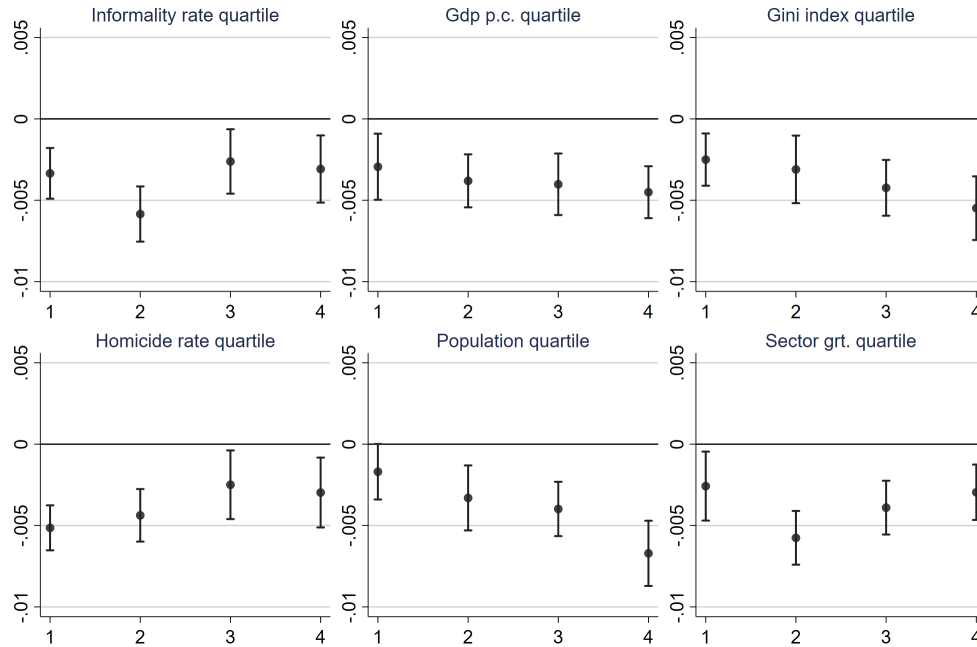 Informality rate quartile
.005
0
-.005
-.01
1 2 3 4
Gdp p.c. quartile
.005
0
-.005
-.01
1 2 3 4
Gini index quartile
.005
0
-.005
-.01
1 2 3 4
Homicide rate quartile
.005
0
-.005
-.01
1 2 3 4
Population quartile
.005
0
-.005
-.01
1 2 3 4
Sector grt. quartile
.005
0
-.005
-.01
1 2 3 4